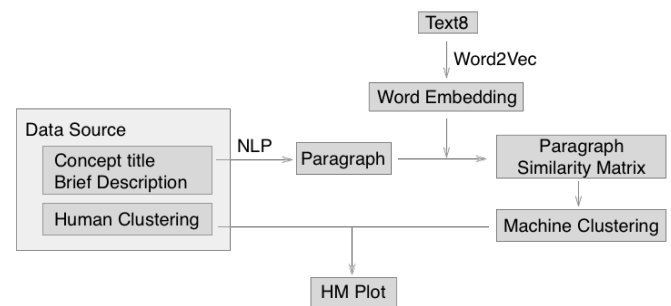 Text8
Word2Vec
Word Embedding
Data Source
Concept title
Brief Description
NLP
Paragraph
Paragraph
Similarity Matrix
Human Clustering
Machine Clustering
HM Plot